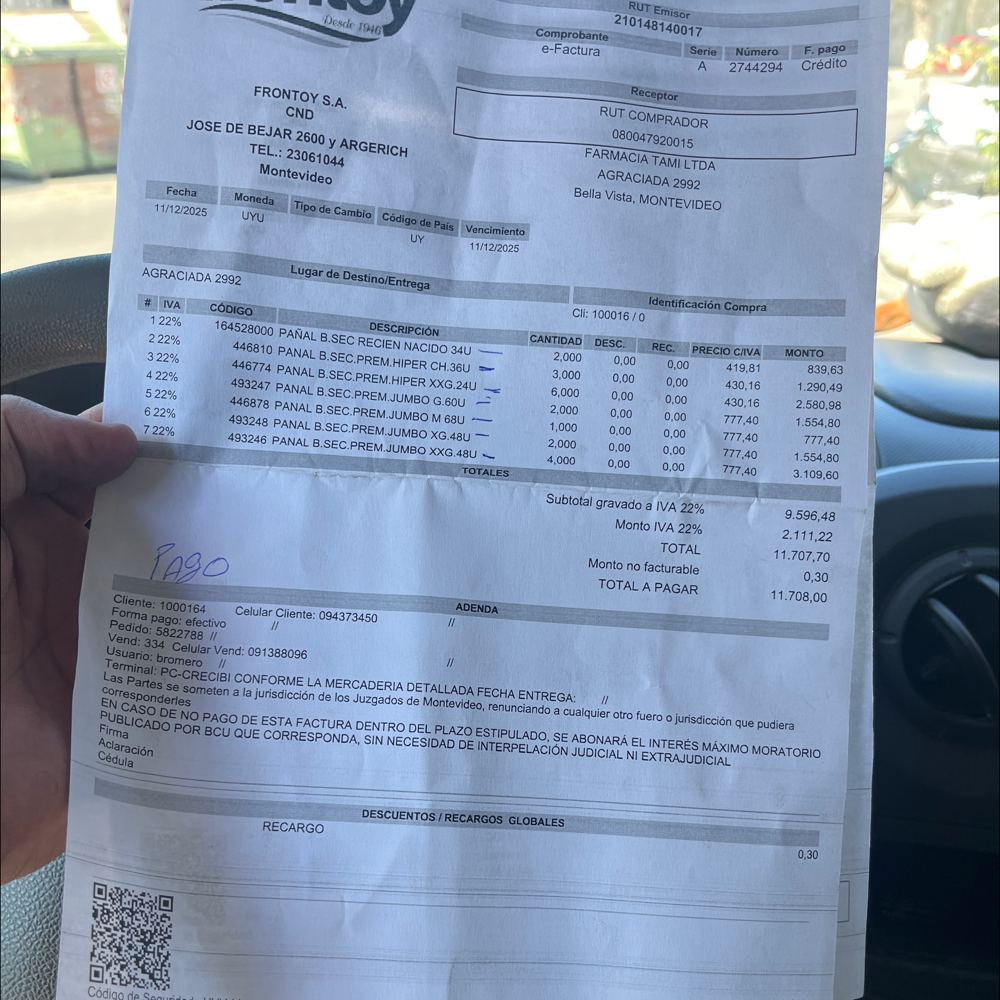 Desde 1946
RUT Emisor
210148140017
Comprobante Serie Número F. pago
e-Factura A 2744294 Crédito
Receptor
RUT COMPRADOR
080047920015
FARMACIA TAMI LTDA
AGRACIADA 2992
Bella Vista, MONTEVIDEO
FRONTOY S.A.
CND
JOSE DE BEJAR 2600 y ARGERICH
TEL.: 23061044
Montevideo
Fecha Moneda Tipo de Cambio Código de País Vencimiento
11/12/2025 UYU UY 11/12/2025
Lugar de Destino/Entrega Identificación Compra
AGRACIADA 2992 Cli: 100016 / 0
# IVA CÓDIGO DESCRIPCIÓN CANTIDAD DESC. REC. PRECIO C/IVA MONTO
1 22% 164528000 PAÑAL B.SEC RECIEN NACIDO 34U 2,000 0,00 0,00 419,81 839,63
2 22% 446810 PANAL B.SEC.PREM.HIPER CH.36U 3,000 0,00 0,00 430,16 1.290,49
3 22% 446774 PANAL B.SEC.PREM.HIPER XXG.24U 6,000 0,00 0,00 430,16 2.580,98
4 22% 493247 PANAL B.SEC.PREM.JUMBO G.60U 2,000 0,00 0,00 777,40 1.554,80
5 22% 446878 PANAL B.SEC.PREM.JUMBO M 68U 1,000 0,00 0,00 777,40 777,40
6 22% 493248 PANAL B.SEC.PREM.JUMBO XG.48U 2,000 0,00 0,00 777,40 1.554,80
7 22% 493246 PANAL B.SEC.PREM.JUMBO XXG.48U 4,000 0,00 0,00 777,40 3.109,60
TOTALES
Subtotal gravado a IVA 22% 9.596,48
Monto IVA 22% 2.111,22
TOTAL 11.707,70
Monto no facturable 0,30
TOTAL A PAGAR 11.708,00
PAGO
ADENDA
Cliente: 1000164 Celular Cliente: 094373450 //
Forma pago: efectivo //
Pedido: 5822788 //
Vend: 334 Celular Vend: 091388096
Usuario: bromero // //
Terminal: PC-CRECIBI CONFORME LA MERCADERIA DETALLADA FECHA ENTREGA: //
Las Partes se someten a la jurisdicción de los Juzgados de Montevideo, renunciando a cualquier otro fuero o jurisdicción que pudiera
corresponderles
EN CASO DE NO PAGO DE ESTA FACTURA DENTRO DEL PLAZO ESTIPULADO, SE ABONARÁ EL INTERÉS MÁXIMO MORATORIO
PUBLICADO POR BCU QUE CORRESPONDA, SIN NECESIDAD DE INTERPELACIÓN JUDICIAL NI EXTRAJUDICIAL
Firma
Aclaración
Cédula
DESCUENTOS / RECARGOS GLOBALES
RECARGO 0,30
Código de